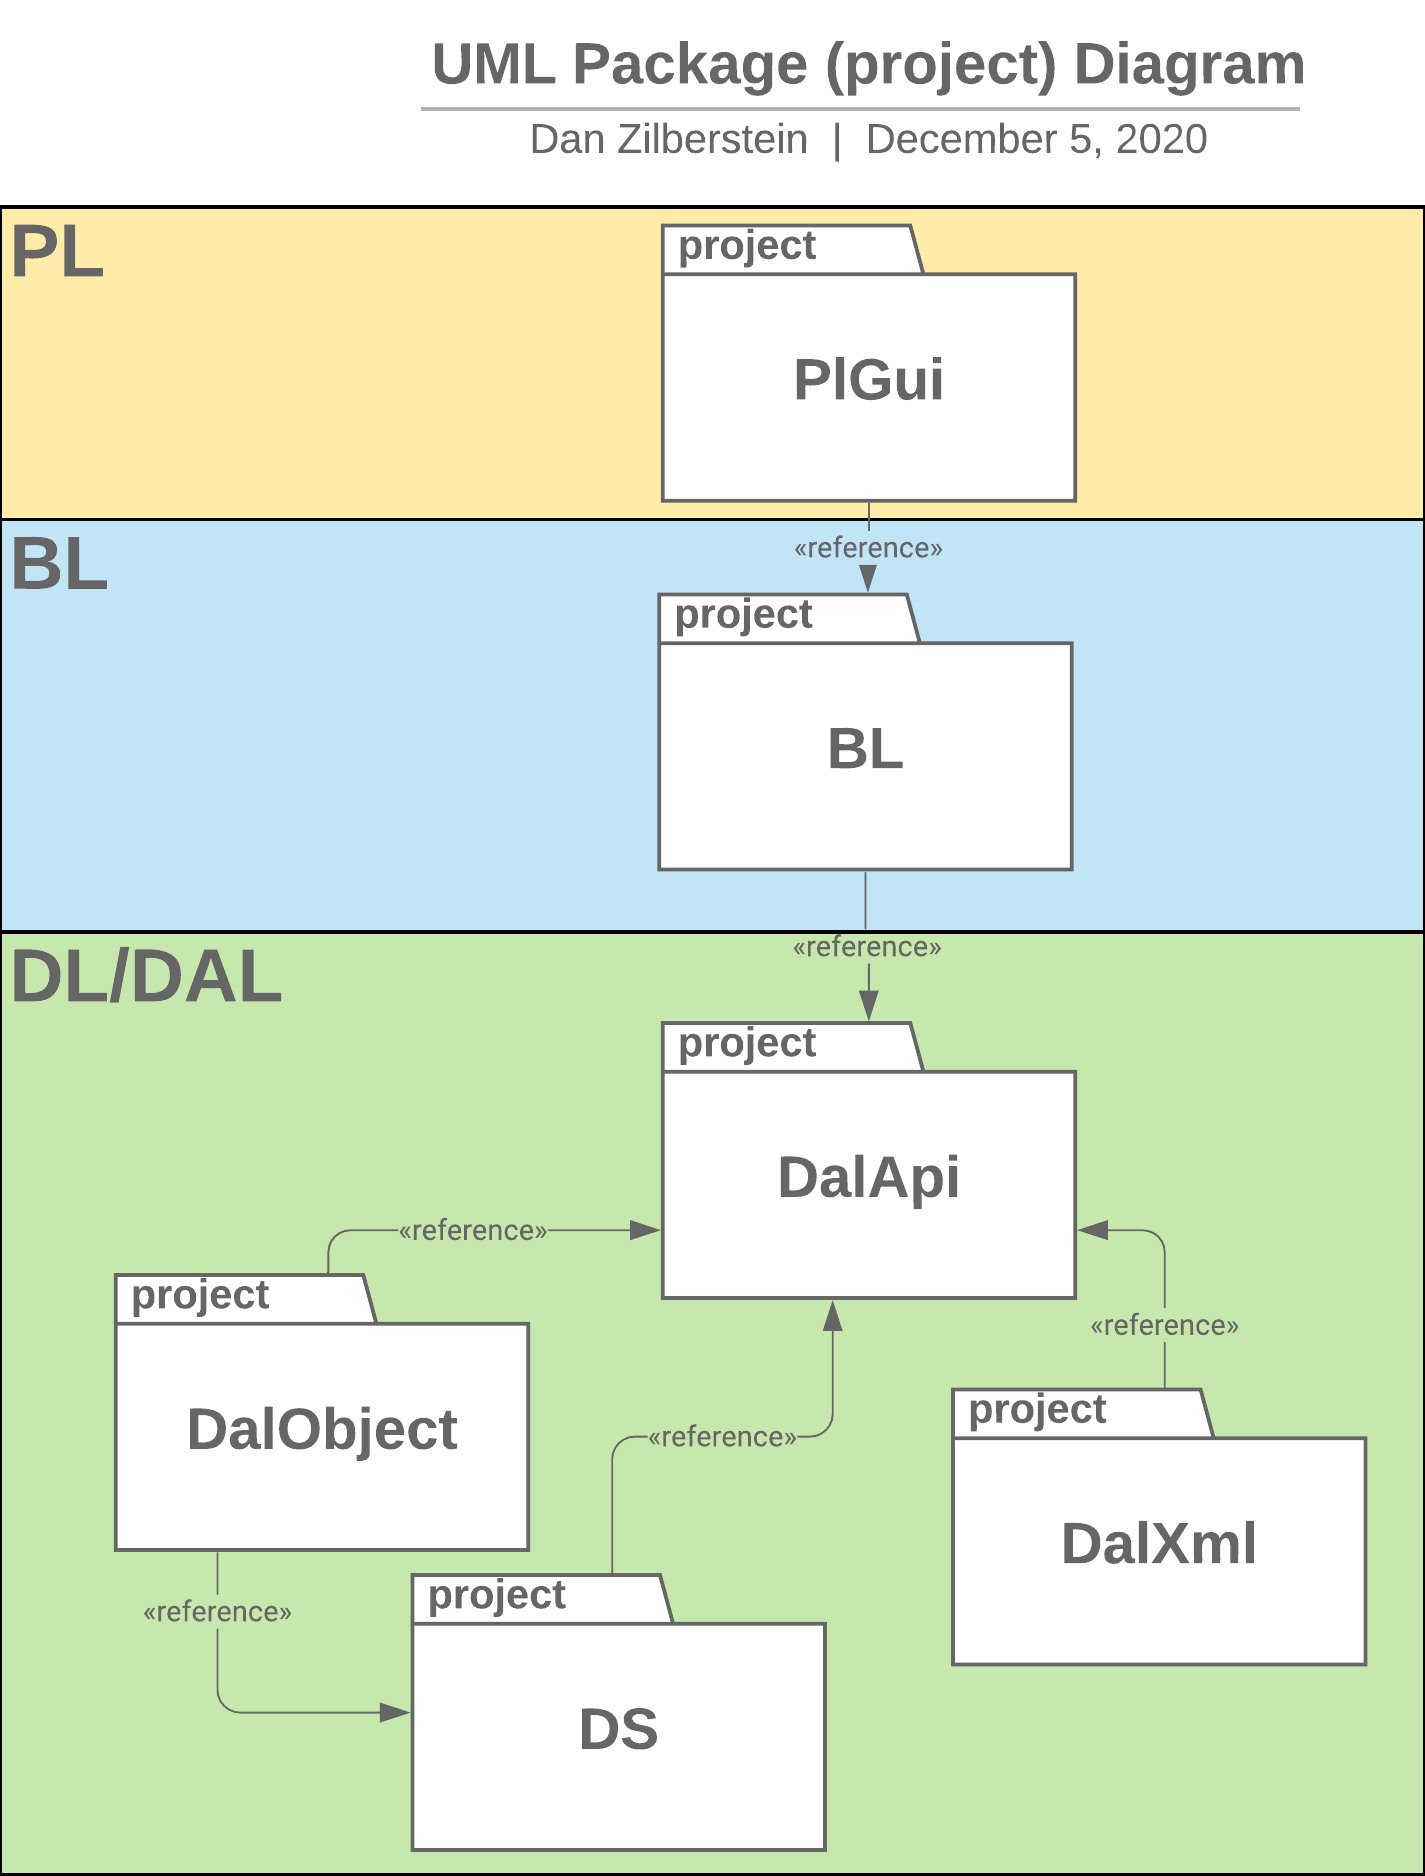 UML Package (project) Diagram
Dan Zilberstein | December 5, 2020
PL
project
PlGui
«reference»
BL
project
BL
«reference»
DL/DAL
project
DalApi
«reference»
project
DalObject
«reference»
project
DalXml
«reference»
«reference»
project
DS